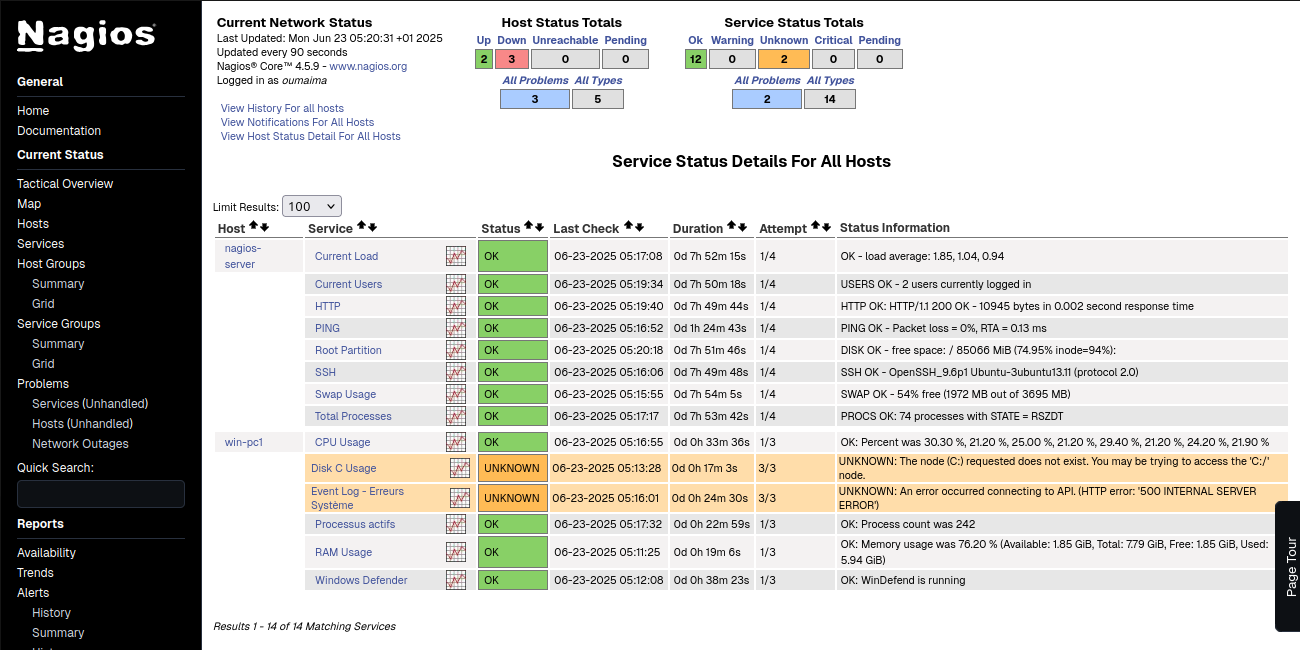 Nagios®
General
Home
Documentation
Current Status
Tactical Overview
Map
Hosts
Services
Host Groups
Summary
Grid
Service Groups
Summary
Grid
Problems
Services (Unhandled)
Hosts (Unhandled)
Network Outages
Quick Search:
Reports
Availability
Trends
Alerts
History
Summary
Current Network Status
Last Updated: Mon Jun 23 05:20:31 +01 2025
Updated every 90 seconds
Nagios® Core™ 4.5.9 - www.nagios.org
Logged in as oumaima
View History For all hosts
View Notifications For All Hosts
View Host Status Detail For All Hosts
Host Status Totals
Up Down Unreachable Pending
2 3 0 0
All Problems All Types
3 5
Service Status Totals
Ok Warning Unknown Critical Pending
12 0 2 0 0
All Problems All Types
2 14
Service Status Details For All Hosts
Limit Results: 100
Host Service Status Last Check Duration Attempt Status Information
nagios-
server
Current Load OK 06-23-2025 05:17:08 0d 7h 52m 15s 1/4 OK - load average: 1.85, 1.04, 0.94
Current Users OK 06-23-2025 05:19:34 0d 7h 50m 18s 1/4 USERS OK - 2 users currently logged in
HTTP OK 06-23-2025 05:19:40 0d 7h 49m 44s 1/4 HTTP OK: HTTP/1.1 200 OK - 10945 bytes in 0.002 second response time
PING OK 06-23-2025 05:16:52 0d 1h 24m 43s 1/4 PING OK - Packet loss = 0%, RTA = 0.13 ms
Root Partition OK 06-23-2025 05:20:18 0d 7h 51m 46s 1/4 DISK OK - free space: / 85066 MiB (74.95% inode=94%):
SSH OK 06-23-2025 05:16:06 0d 7h 49m 48s 1/4 SSH OK - OpenSSH_9.6p1 Ubuntu-3ubuntu13.11 (protocol 2.0)
Swap Usage OK 06-23-2025 05:15:55 0d 7h 54m 5s 1/4 SWAP OK - 54% free (1972 MB out of 3695 MB)
Total Processes OK 06-23-2025 05:17:17 0d 7h 53m 42s 1/4 PROCS OK: 74 processes with STATE = RSZDT
win-pc1 CPU Usage OK 06-23-2025 05:16:55 0d 0h 33m 36s 1/3 OK: Percent was 30.30 %, 21.20 %, 25.00 %, 21.20 %, 29.40 %, 21.20 %, 24.20 %, 21.90 %
Disk C Usage UNKNOWN 06-23-2025 05:13:28 0d 0h 17m 3s 3/3 UNKNOWN: The node (C:) requested does not exist. You may be trying to access the 'C:/'
node.
Event Log - Erreurs
Système
UNKNOWN 06-23-2025 05:16:01 0d 0h 24m 30s 3/3 UNKNOWN: An error occurred connecting to API. (HTTP error: '500 INTERNAL SERVER
ERROR')
Processus actifs OK 06-23-2025 05:17:32 0d 0h 22m 59s 1/3 OK: Process count was 242
RAM Usage OK 06-23-2025 05:11:25 0d 0h 19m 6s 1/3 OK: Memory usage was 76.20 % (Available: 1.85 GiB, Total: 7.79 GiB, Free: 1.85 GiB, Used:
5.94 GiB)
Windows Defender OK 06-23-2025 05:12:08 0d 0h 38m 23s 1/3 OK: WinDefend is running
Results 1 - 14 of 14 Matching Services
Page Tour